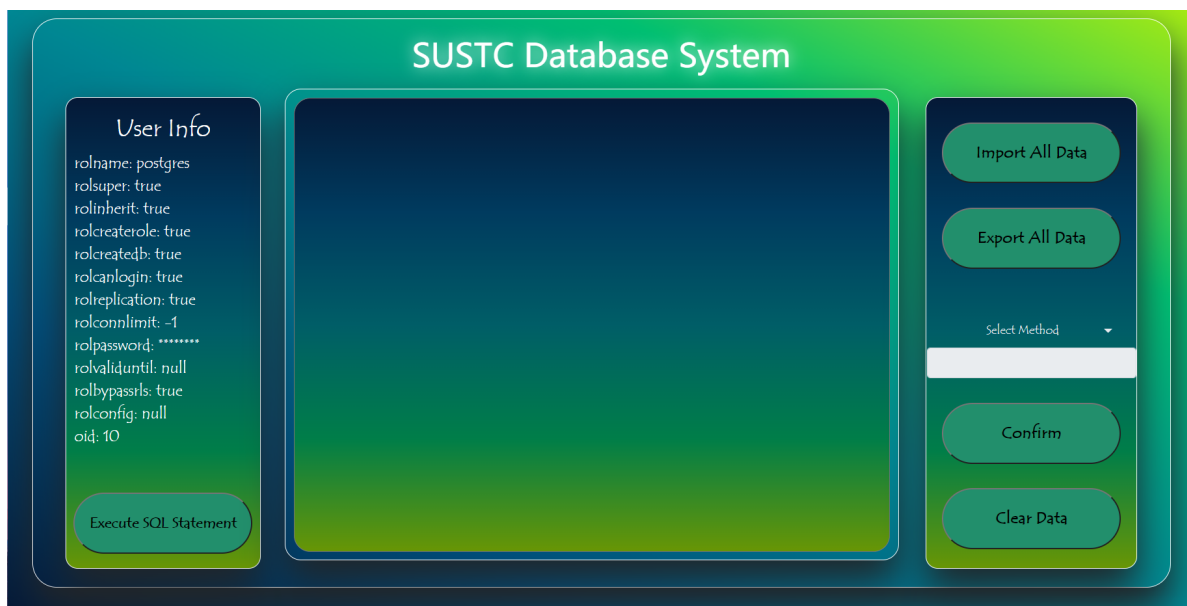 SUSTC Database System
User Info
rolname: postgres
rolsuper: true
rolinherit: true
rolcreaterole: true
rolcreatedb: true
rolcanlogin: true
rolreplication: true
rolconnlimit: -1
rolpassword: ********
rolvaliduntil: null
rolbypassrls: true
rolconfig: null
oid: 10
Execute SQL Statement
Import All Data
Export All Data
Select Method
Confirm
Clear Data